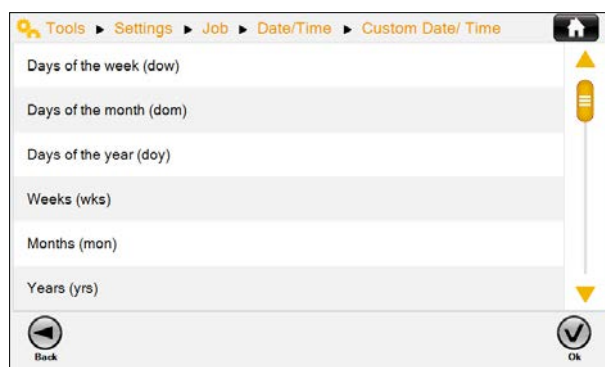 Tools ▶ Settings ▶ Job ▶ Date/Time ▶ Custom Date/ Time
Days of the week (dow)
Days of the month (dom)
Days of the year (doy)
Weeks (wks)
Months (mon)
Years (yrs)
Back Ok